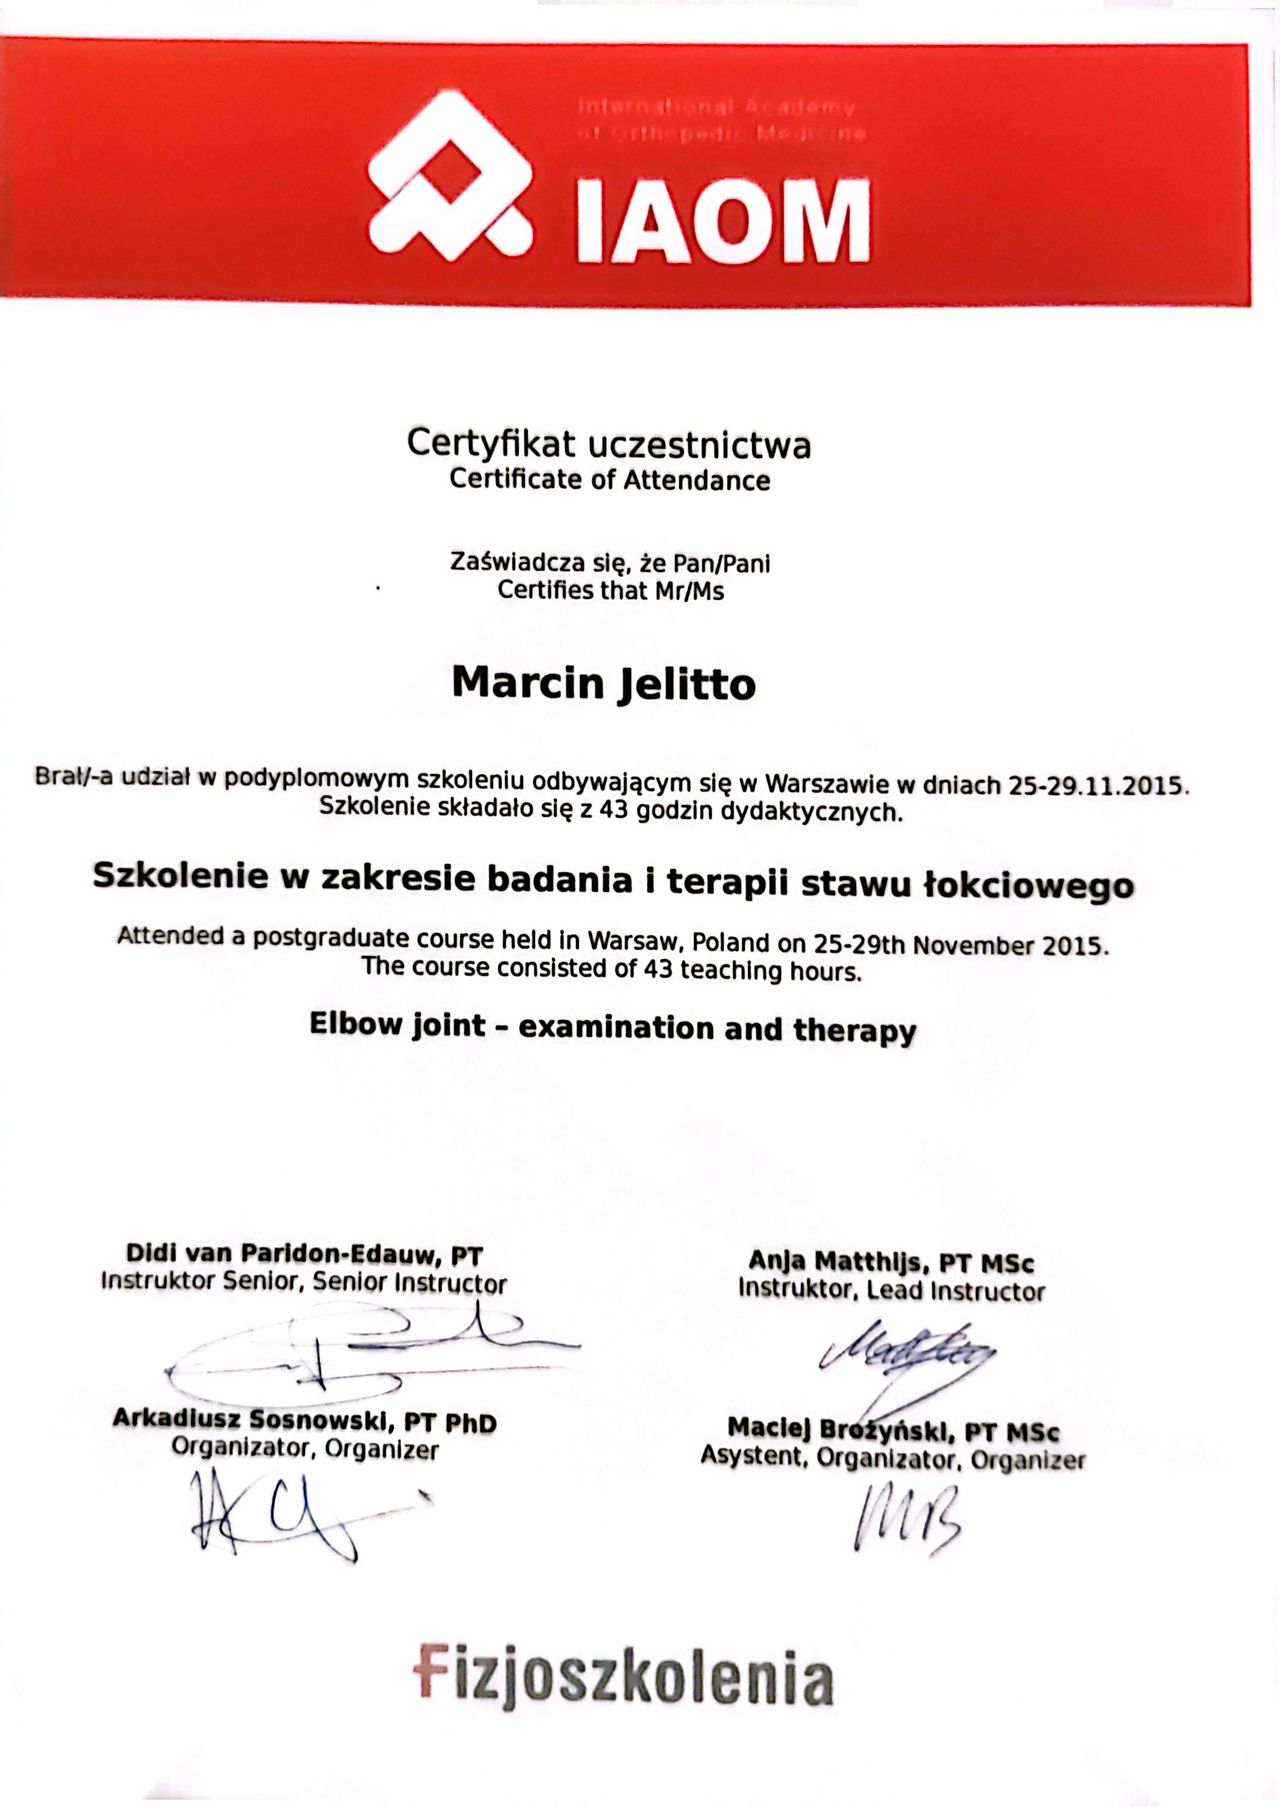 International Academy
of Orthopedic Medicine
IAOM
Certyfikat uczestnictwa
Certificate of Attendance
Zaświadcza się, że Pan/Pani
Certifies that Mr/Ms
Marcin Jelitto
Brał/-a udział w podyplomowym szkoleniu odbywającym się w Warszawie w dniach 25-29.11.2015.
Szkolenie składało się z 43 godzin dydaktycznych.
Szkolenie w zakresie badania i terapii stawu łokciowego
Attended a postgraduate course held in Warsaw, Poland on 25-29th November 2015.
The course consisted of 43 teaching hours.
Elbow joint – examination and therapy
Didi van Paridon-Edauw, PT
Instruktor Senior, Senior Instructor
Anja Matthijs, PT MSc
Instruktor, Lead Instructor
Arkadiusz Sosnowski, PT PhD
Organizator, Organizer
Maciej Brożyński, PT MSc
Asystent, Organizator, Organizer
MB
Fizjoszkolenia